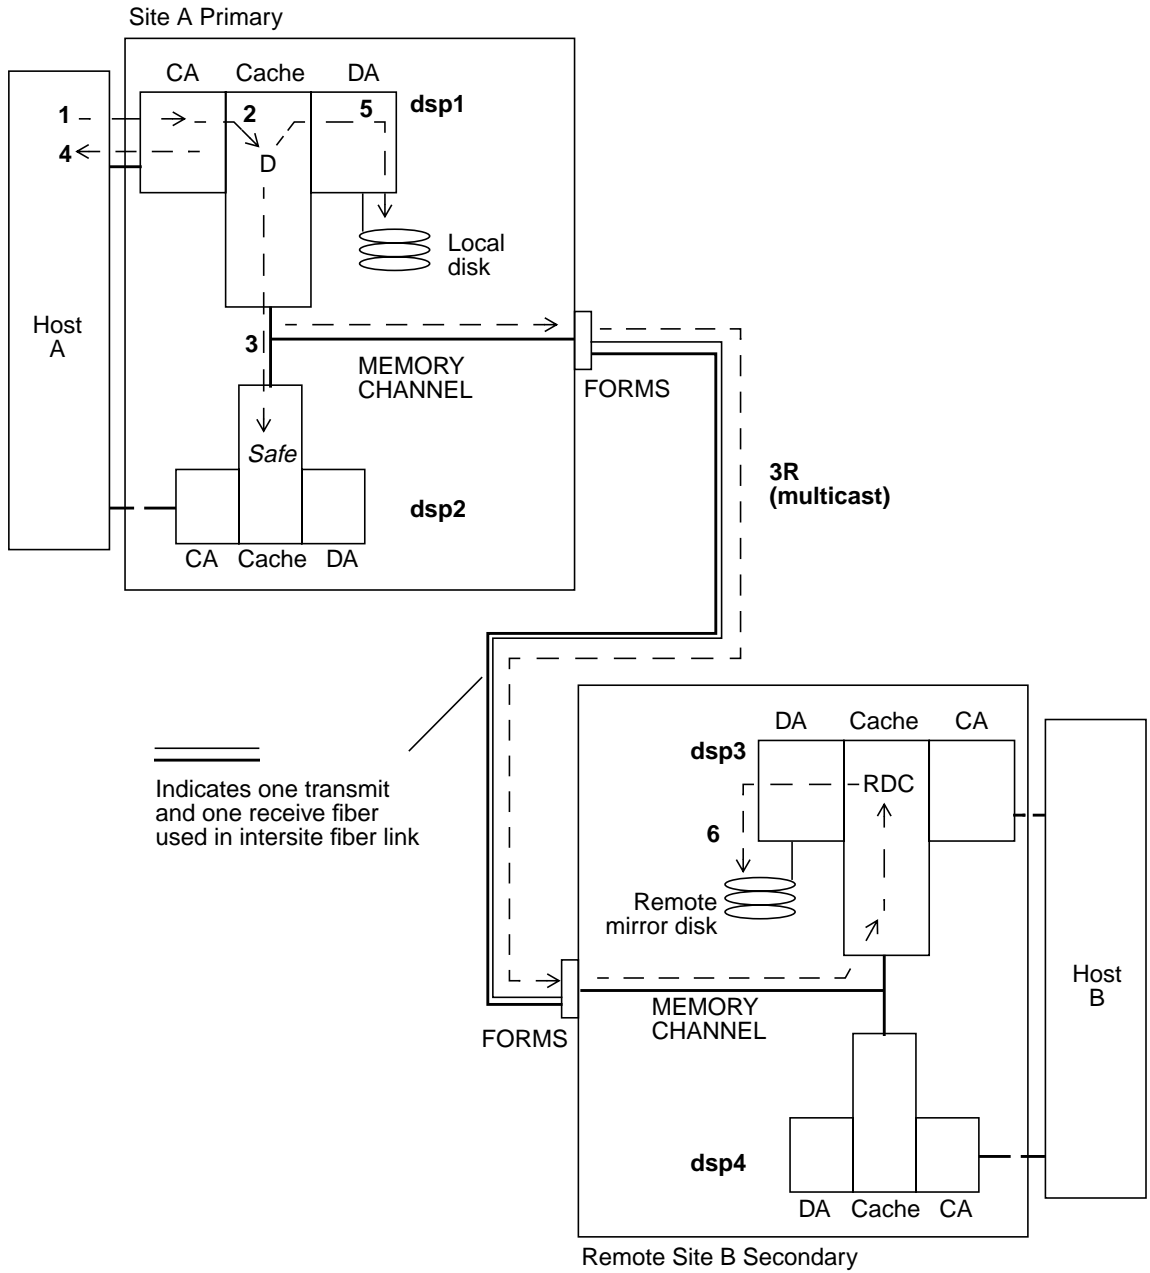 Site A Primary
CA Cache DA
1 2 5 dsp1
4 D
Local
disk
Host
A
3
MEMORY
CHANNEL
FORMS
Safe
3R
(multicast)
dsp2
CA Cache DA
DA Cache CA
dsp3
RDC
Indicates one transmit
and one receive fiber
used in intersite fiber link
6
Remote
mirror disk
Host
B
MEMORY
CHANNEL
FORMS
dsp4
DA Cache CA
Remote Site B Secondary